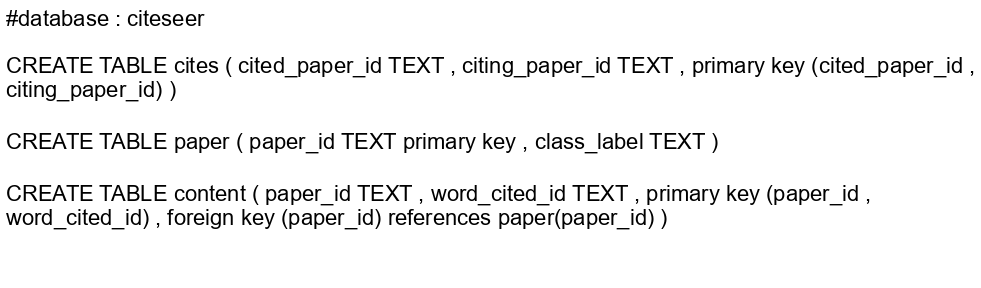 #database : citeseer
CREATE TABLE cites ( cited_paper_id TEXT , citing_paper_id TEXT , primary key (cited_paper_id ,
citing_paper_id) )
CREATE TABLE paper ( paper_id TEXT primary key , class_label TEXT )
CREATE TABLE content ( paper_id TEXT , word_cited_id TEXT , primary key (paper_id ,
word_cited_id) , foreign key (paper_id) references paper(paper_id) )